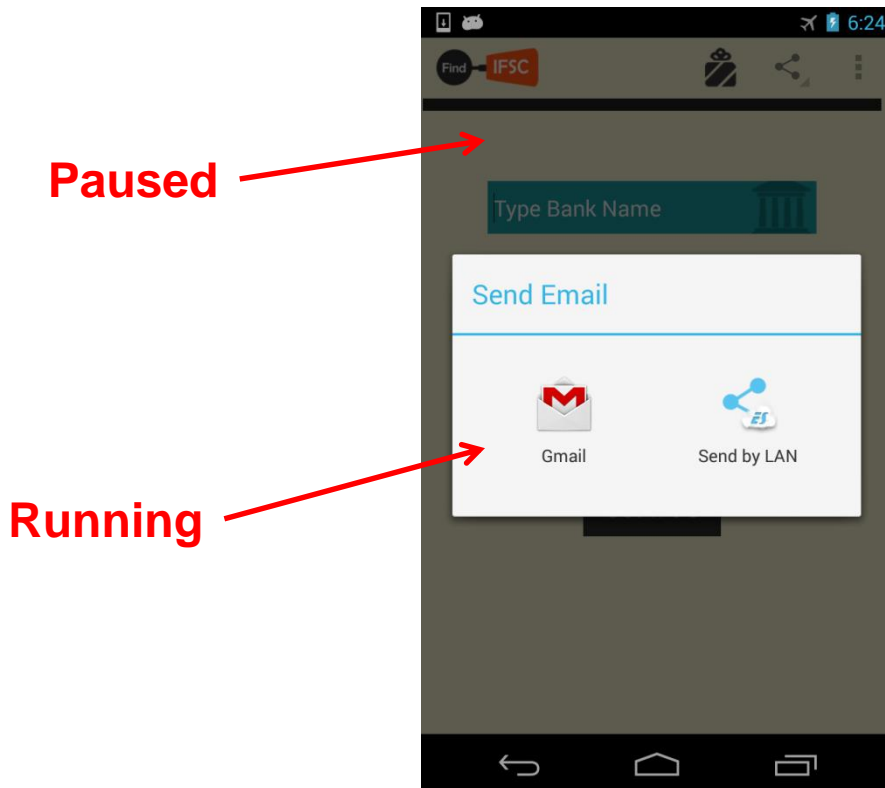 6:24
Find IFSC
Paused
Type Bank Name
Send Email
ES
Gmail Send by LAN
Running